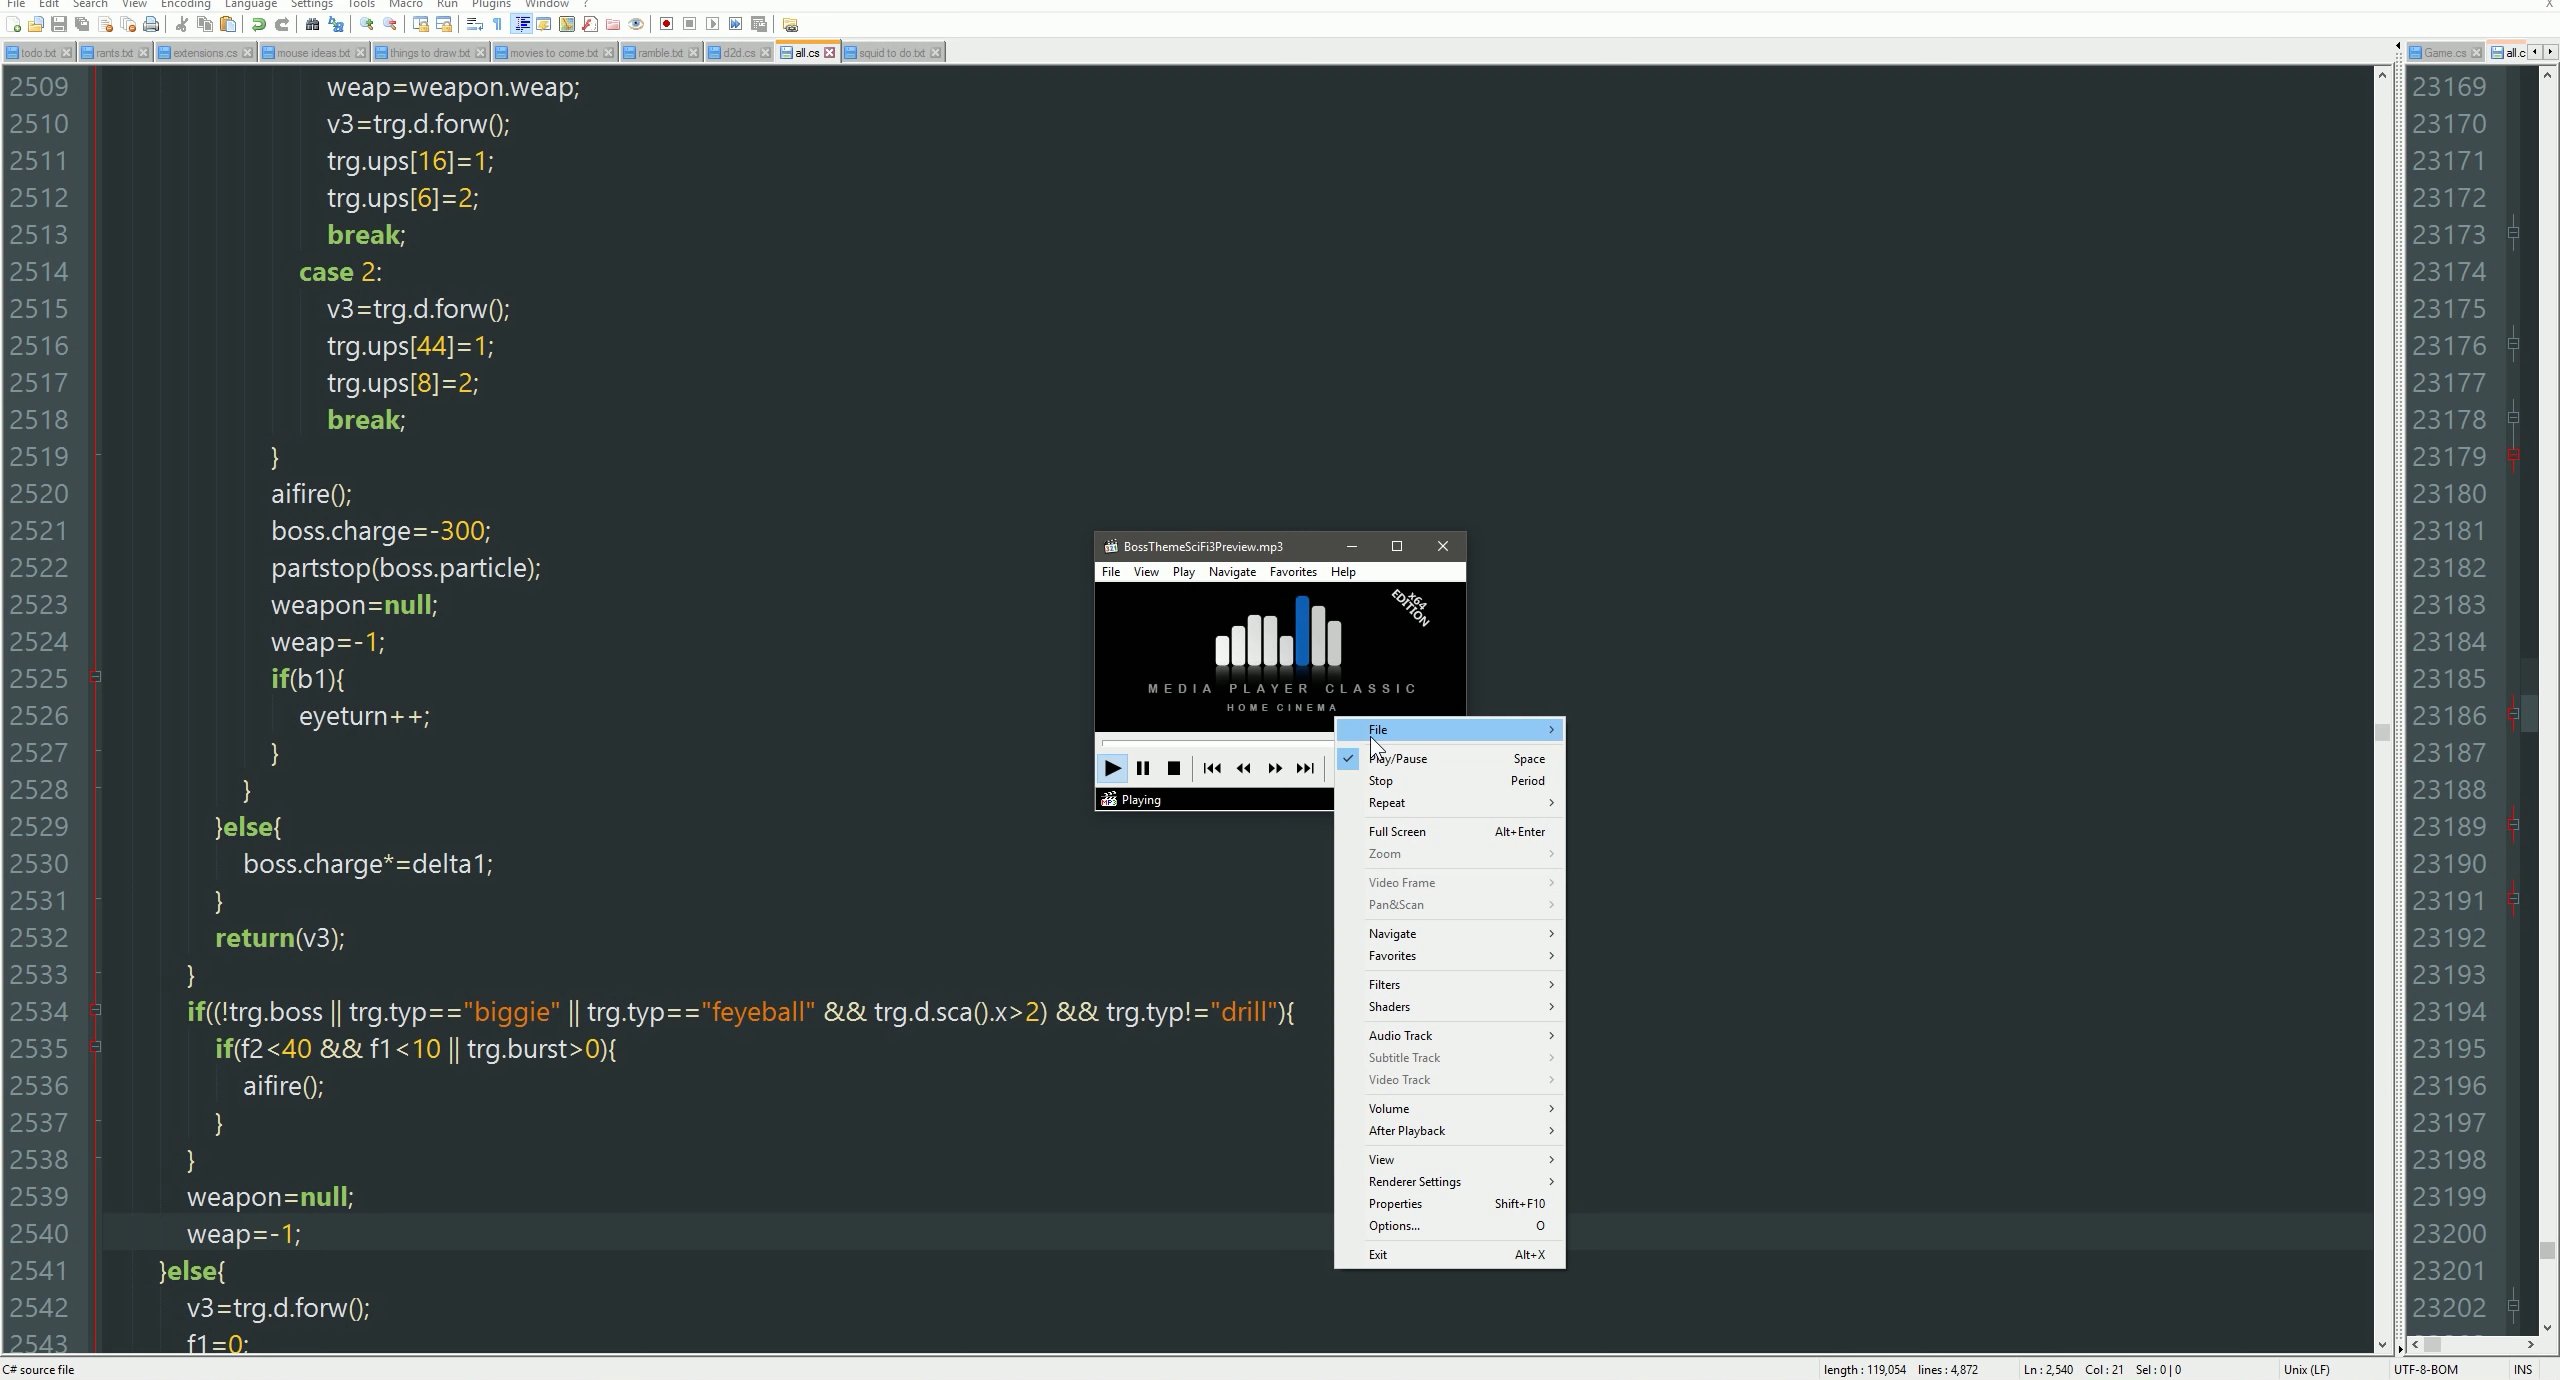 File Edit Search View Encoding Language Settings Tools Macro Run Plugins Window ? X
todo.txt rants.txt extensions.cs mouse ideas.txt things to draw.txt movies to come.txt ramble.txt d2d.cs all.cs squid to do.txt Game.cs all.c
2509 weap=weapon.weap;
2510 v3=trg.d.forw();
2511 trg.ups[16]=1;
2512 trg.ups[6]=2;
2513 break;
2514 case 2:
2515 v3=trg.d.forw();
2516 trg.ups[44]=1;
2517 trg.ups[8]=2;
2518 break;
2519 }
2520 aifire();
2521 boss.charge=-300;
2522 partstop(boss.particle);
2523 weapon=null;
2524 weap=-1;
2525 if(b1){
2526 eyeturn++;
2527 }
2528 }
2529 }else{
2530 boss.charge*=delta1;
2531 }
2532 return(v3);
2533 }
2534 if((!trg.boss || trg.typ=="biggie" || trg.typ=="feyeball" && trg.d.sca().x>2) && trg.typ!="drill"){
2535 if(f2<40 && f1<10 || trg.burst>0){
2536 aifire();
2537 }
2538 }
2539 weapon=null;
2540 weap=-1;
2541 }else{
2542 v3=trg.d.forw();
2543 f1=0;
BossThemeSciFi3Preview.mp3
File View Play Navigate Favorites Help
x64
EDITION
MEDIA PLAYER CLASSIC
HOME CINEMA
Playing
File
Play/Pause Space
Stop Period
Repeat
Full Screen Alt+Enter
Zoom
Video Frame
Pan&Scan
Navigate
Favorites
Filters
Shaders
Audio Track
Subtitle Track
Video Track
Volume
After Playback
View
Renderer Settings
Properties Shift+F10
Options... O
Exit Alt+X
23169
23170
23171
23172
23173
23174
23175
23176
23177
23178
23179
23180
23181
23182
23183
23184
23185
23186
23187
23188
23189
23190
23191
23192
23193
23194
23195
23196
23197
23198
23199
23200
23201
23202
C# source file length : 119,054 lines : 4,872 Ln : 2,540 Col : 21 Sel : 0 | 0 Unix (LF) UTF-8-BOM INS